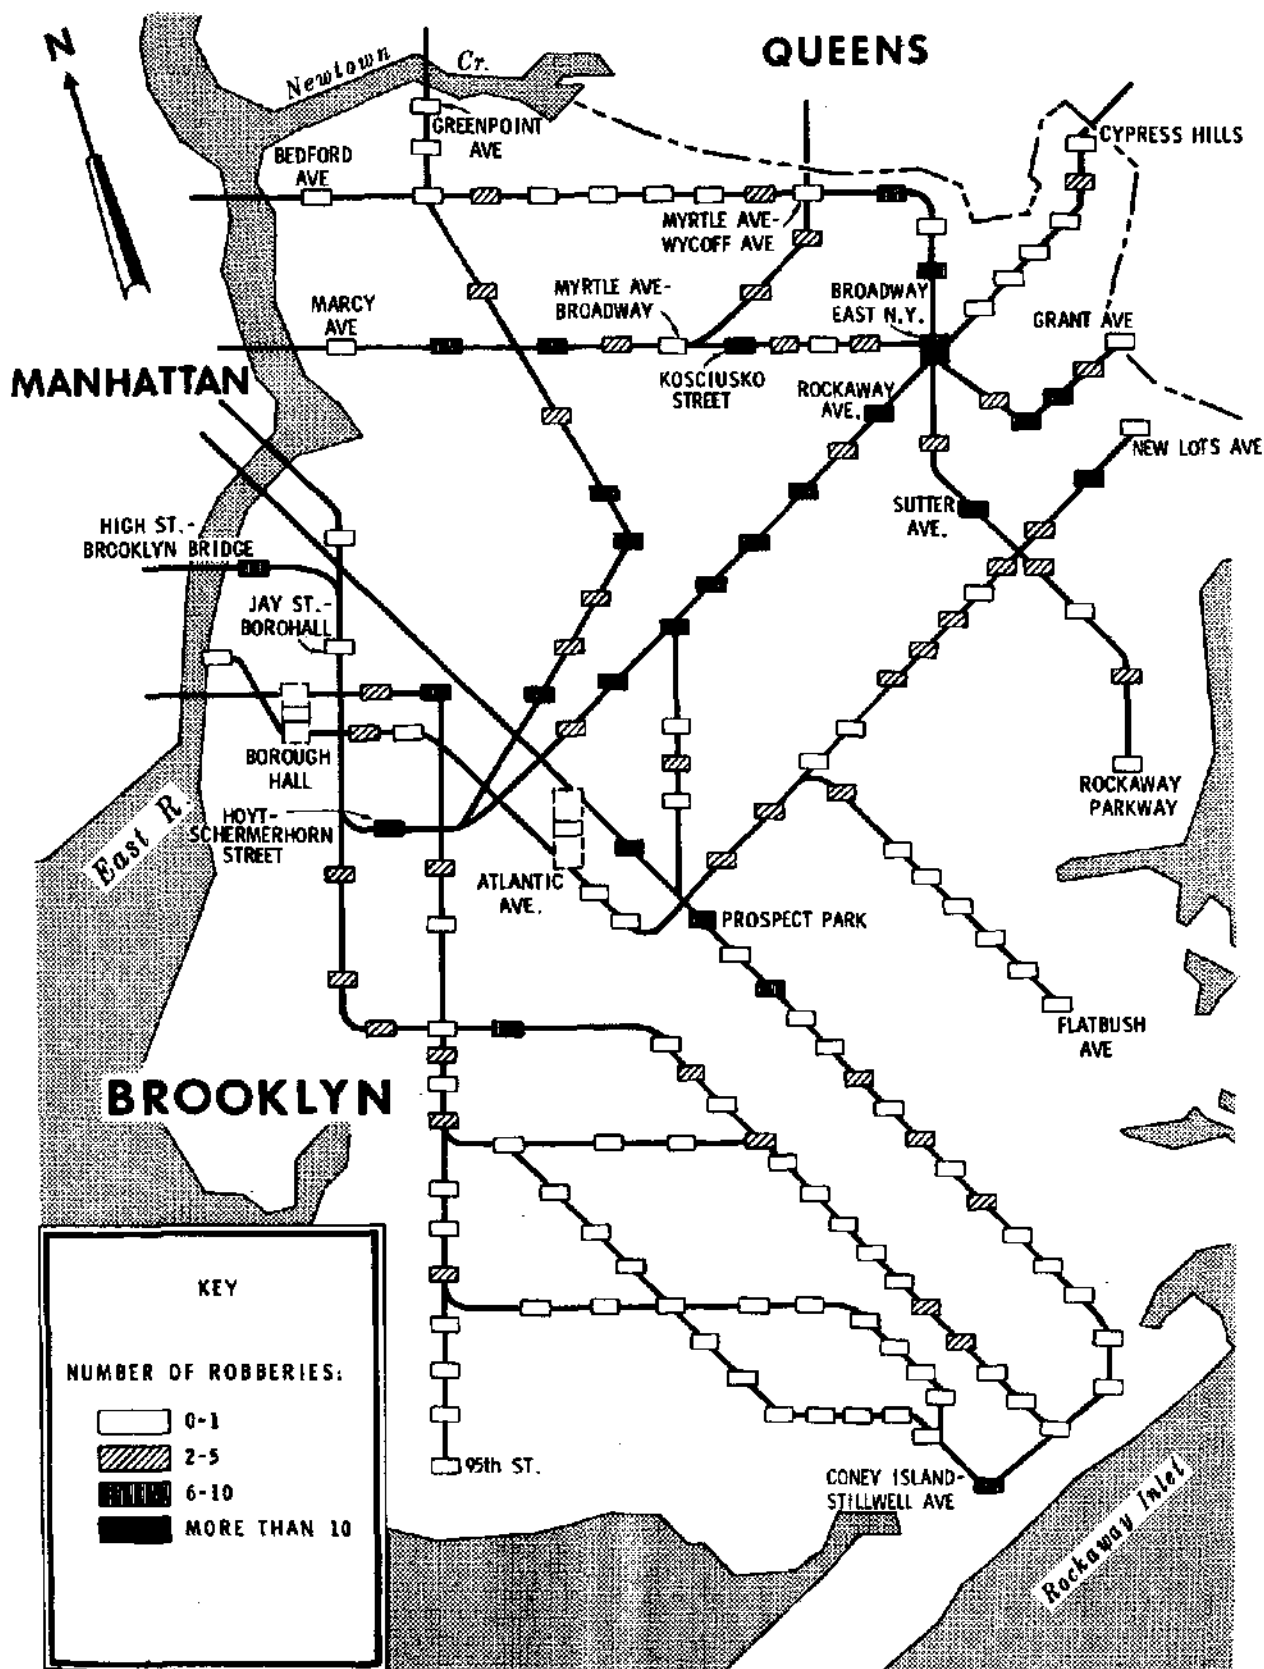 N
Newtown Cr.
QUEENS
GREENPOINT
AVE
CYPRESS HILLS
BEDFORD
AVE
MYRTLE AVE-
WYCOFF AVE
MARCY
AVE
MYRTLE AVE-
BROADWAY
BROADWAY
EAST N.Y.
GRANT AVE
MANHATTAN
KOSCIUSKO
STREET
ROCKAWAY
AVE.
NEW LOTS AVE
HIGH ST.-
BROOKLYN BRIDGE
SUTTER
AVE.
JAY ST.-
BOROHALL
BOROUGH
HALL
ROCKAWAY
PARKWAY
East R.
HOYT-
SCHERMERHORN
STREET
ATLANTIC
AVE.
PROSPECT PARK
FLATBUSH
AVE
BROOKLYN
KEY
NUMBER OF ROBBERIES:
0-1
2-5
6-10
MORE THAN 10
95th ST.
CONEY ISLAND-
STILLWELL AVE
Rockaway Inlet